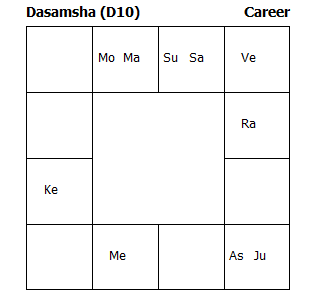 Dasamsha (D10) Career
Mo Ma Su Sa Ve
Ra
Ke
Me As Ju